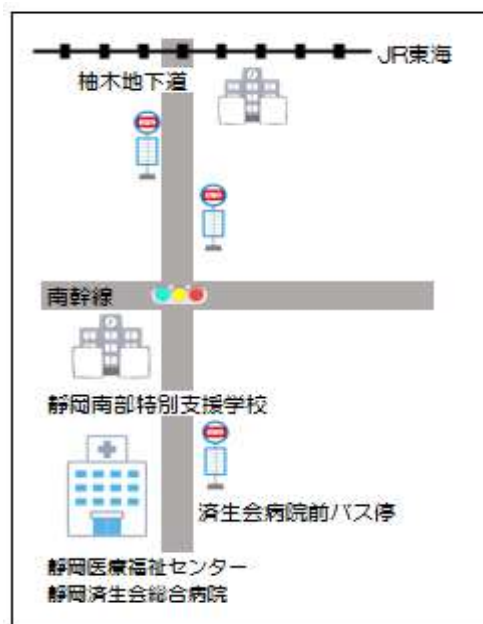 JR東海
柚木地下道
南幹線
静岡南部特別支援学校
済生会病院前バス停
静岡医療福祉センター
静岡済生会総合病院